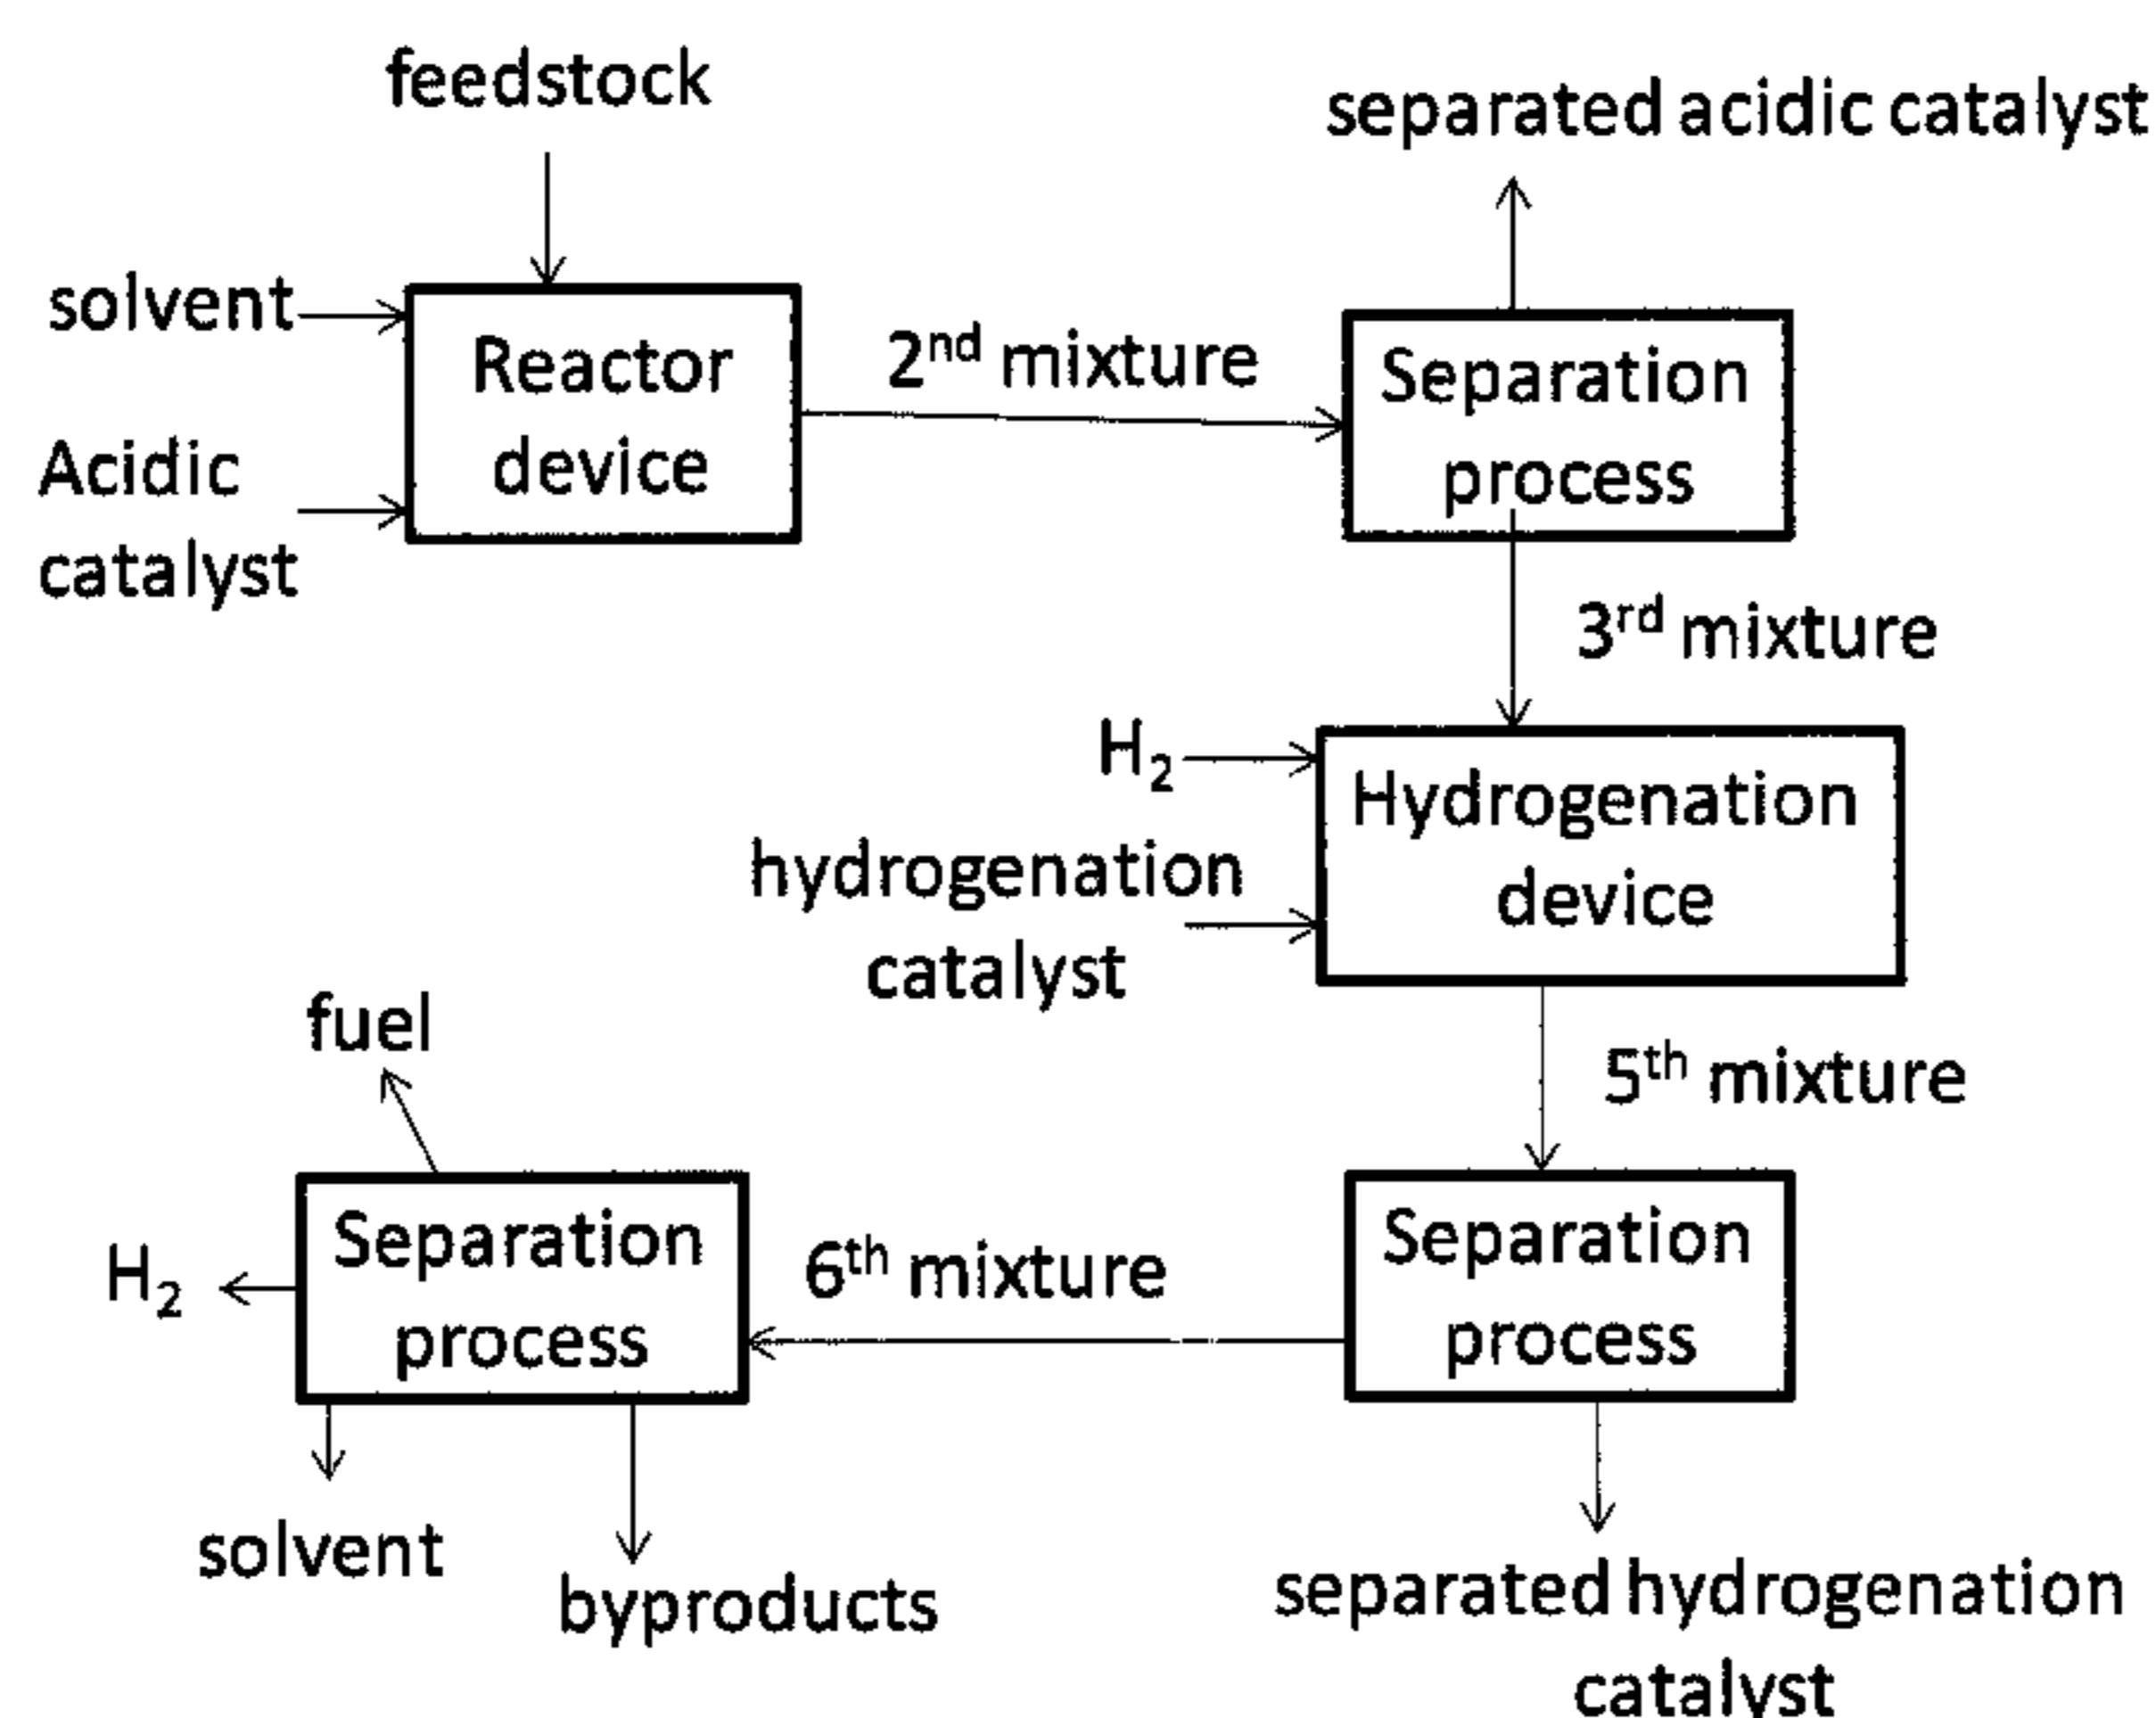 feedstock
separated acidic catalyst
solvent
Acidic
catalyst
Reactor
device
2nd mixture
Separation
process
3rd mixture
H2
hydrogenation
catalyst
Hydrogenation
device
5th mixture
fuel
H2
Separation
process
6th mixture
Separation
process
solvent
byproducts
separated hydrogenation
catalyst